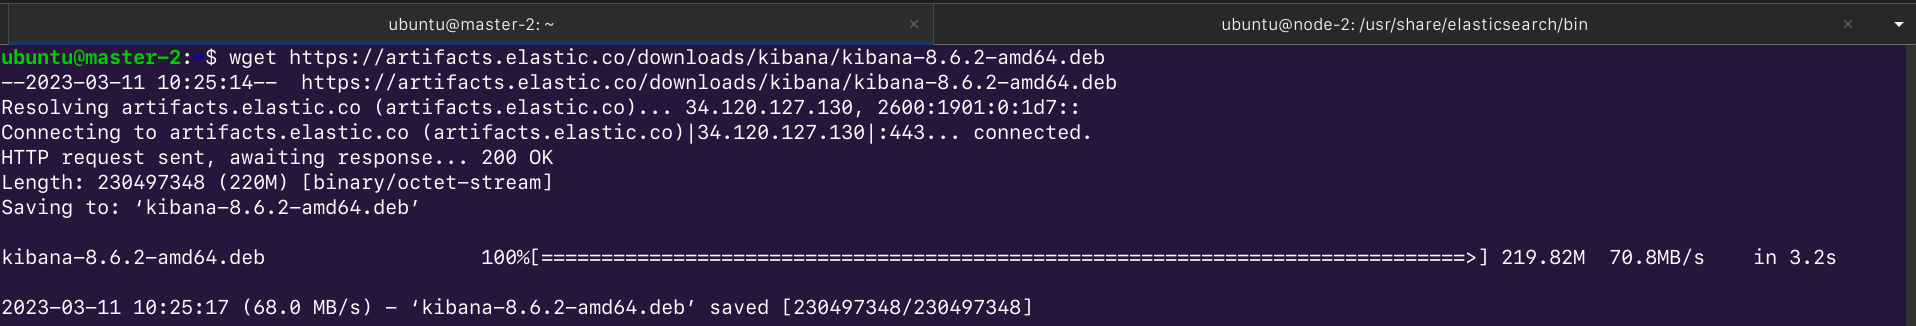 ubuntu@master-2: ~ × ubuntu@node-2: /usr/share/elasticsearch/bin ×
ubuntu@master-2:~$ wget https://artifacts.elastic.co/downloads/kibana/kibana-8.6.2-amd64.deb
--2023-03-11 10:25:14--  https://artifacts.elastic.co/downloads/kibana/kibana-8.6.2-amd64.deb
Resolving artifacts.elastic.co (artifacts.elastic.co)... 34.120.127.130, 2600:1901:0:1d7::
Connecting to artifacts.elastic.co (artifacts.elastic.co)|34.120.127.130|:443... connected.
HTTP request sent, awaiting response... 200 OK
Length: 230497348 (220M) [binary/octet-stream]
Saving to: ‘kibana-8.6.2-amd64.deb’
kibana-8.6.2-amd64.deb                  100%[=============================================================================>] 219.82M  70.8MB/s    in 3.2s
2023-03-11 10:25:17 (68.0 MB/s) - ‘kibana-8.6.2-amd64.deb’ saved [230497348/230497348]